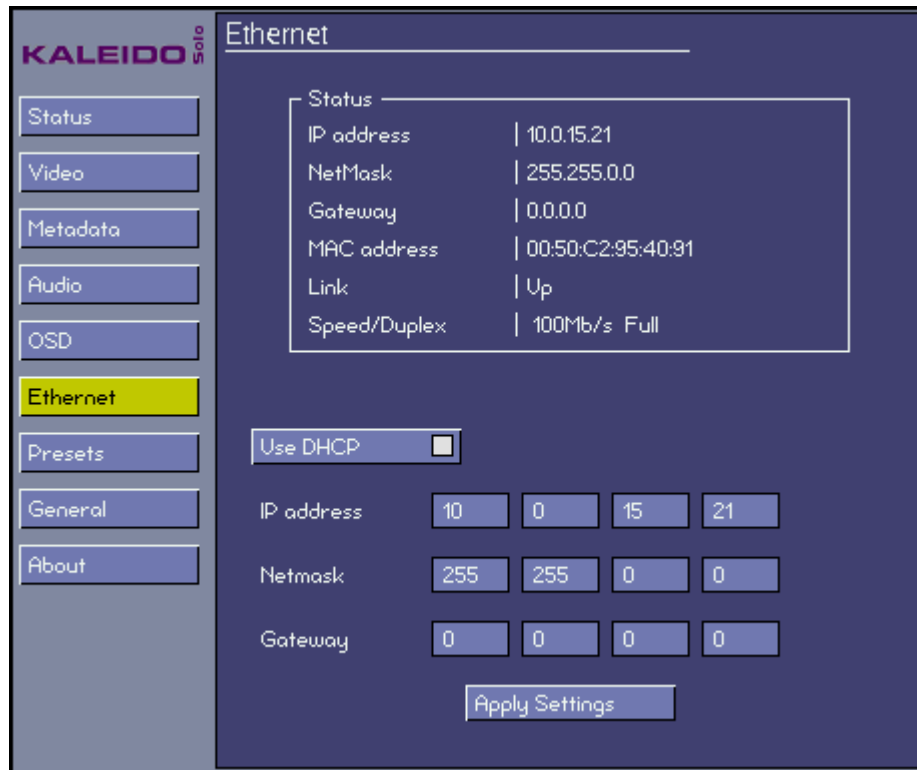 KALEIDO Solo
Status
Video
Metadata
Audio
OSD
Ethernet
Presets
General
About
Ethernet
Status
IP address 10.0.15.21
NetMask 255.255.0.0
Gateway 0.0.0.0
MAC address 00:50:C2:95:40:91
Link Up
Speed/Duplex 100Mb/s Full
Use DHCP
IP address 10 0 15 21
Netmask 255 255 0 0
Gateway 0 0 0 0
Apply Settings